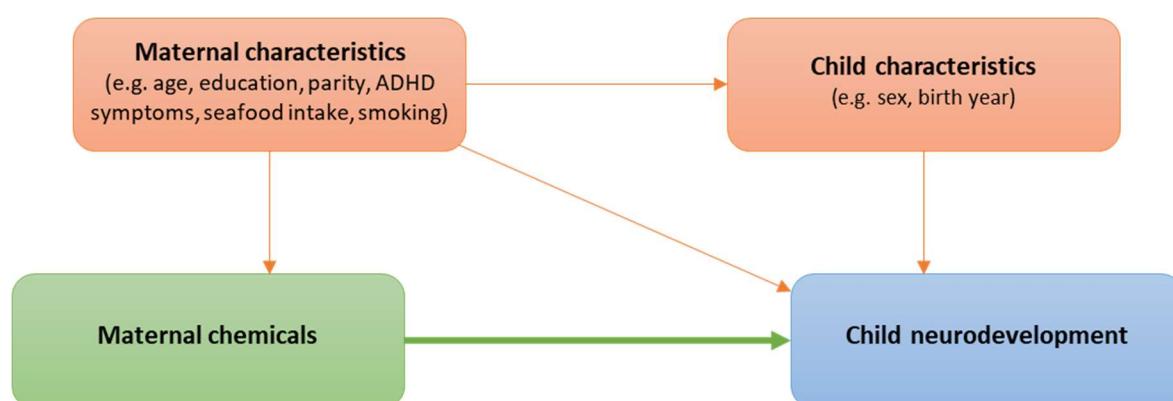 Maternal characteristics
(e.g. age, education, parity, ADHD
symptoms, seafood intake, smoking)
Child characteristics
(e.g. sex, birth year)
Maternal chemicals
Child neurodevelopment